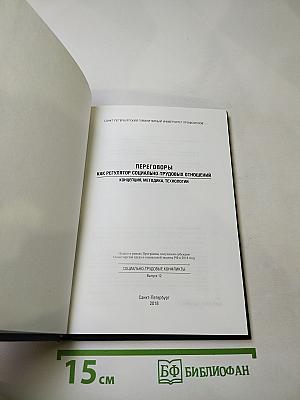 САНКТ-ПЕТЕРБУРГСКИЙ ГУМАНИТАРНЫЙ УНИВЕРСИТЕТ ПРОФСОЮЗОВ
ПЕРЕГОВОРЫ
КАК РЕГУЛЯТОР СОЦИАЛЬНО-ТРУДОВЫХ ОТНОШЕНИЙ
КОНЦЕПЦИЯ, МЕТОДИКА, ТЕХНОЛОГИИ
СОЦИАЛЬНО-ТРУДОВЫЕ КОНФЛИКТЫ
Выпуск 12
Санкт-Петербург
2018
15 см
БФ БИБЛИОФАН